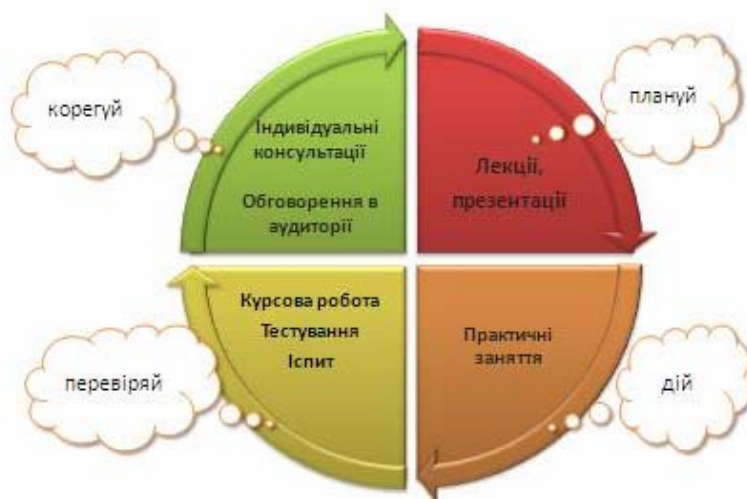 корегуй
Індивідуальні
консультації
Обговорення в
аудиторії
плануй
Лекції,
презентації
Курсова робота
Тестування
Іспит
перевіряй
Практичні
заняття
дій